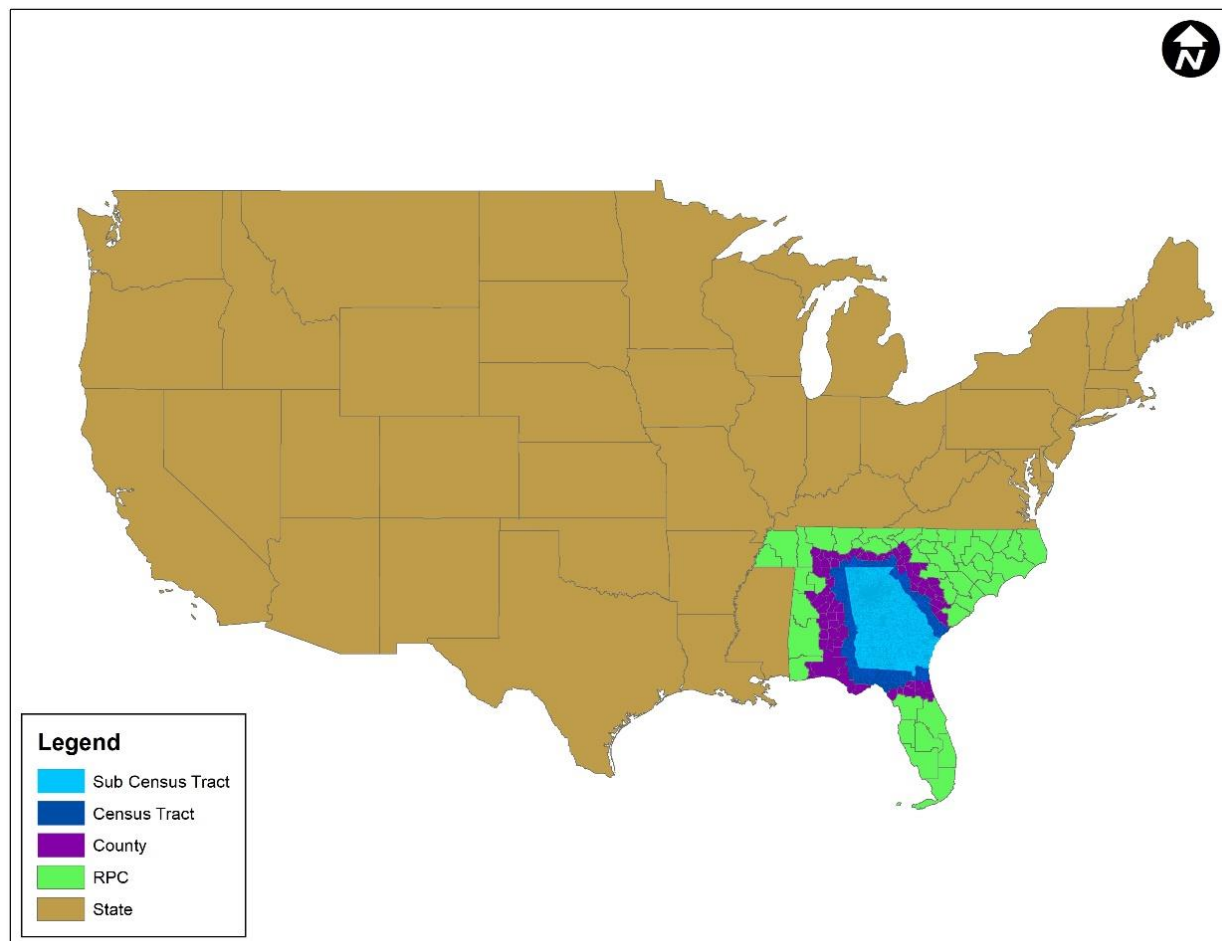 N
Legend
Sub Census Tract
Census Tract
County
RPC
State